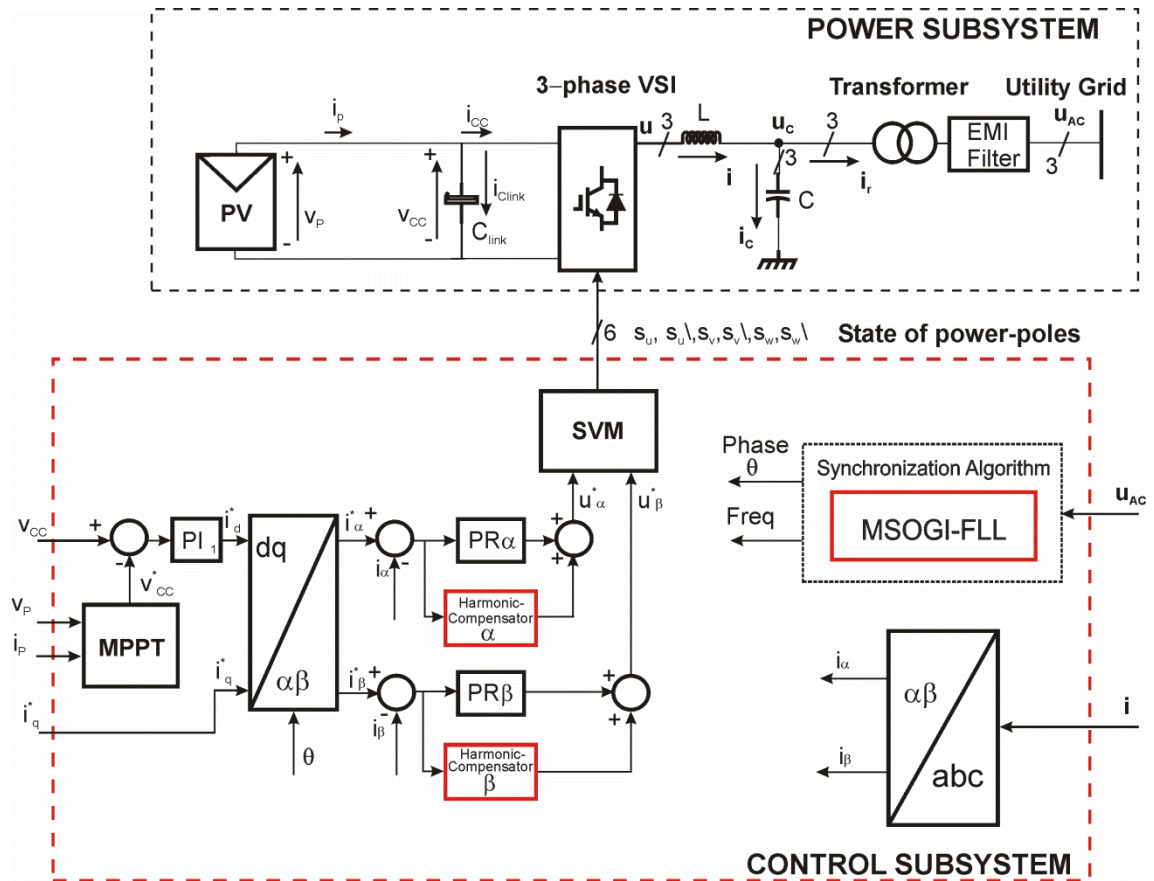 POWER SUBSYSTEM
3–phase VSI
Transformer
Utility Grid
i_p
i_CC
u
3
L
u_c
3
u_AC
EMI
Filter
3
+
PV
-
v_P
+
v_CC
-
i_Clink
C_link
i
3
i_r
C
i_c
6 s_u, s_u\,s_v,s_v\,s_w,s_w\
State of power-poles
SVM
u*_α
u*_β
Phase
θ
Freq
Synchronization Algorithm
MSOGI-FLL
u_AC
v_CC
+
-
PI_1
i*_d
v*_CC
v_P
i_P
MPPT
i*_q
i*_q
dq
αβ
θ
i*_α
+
-
i_α
PRα
+
+
Harmonic-
Compensator
α
i*_β
+
-
i_β
PRβ
+
+
Harmonic-
Compensator
β
i_α
i_β
αβ
abc
i
CONTROL SUBSYSTEM